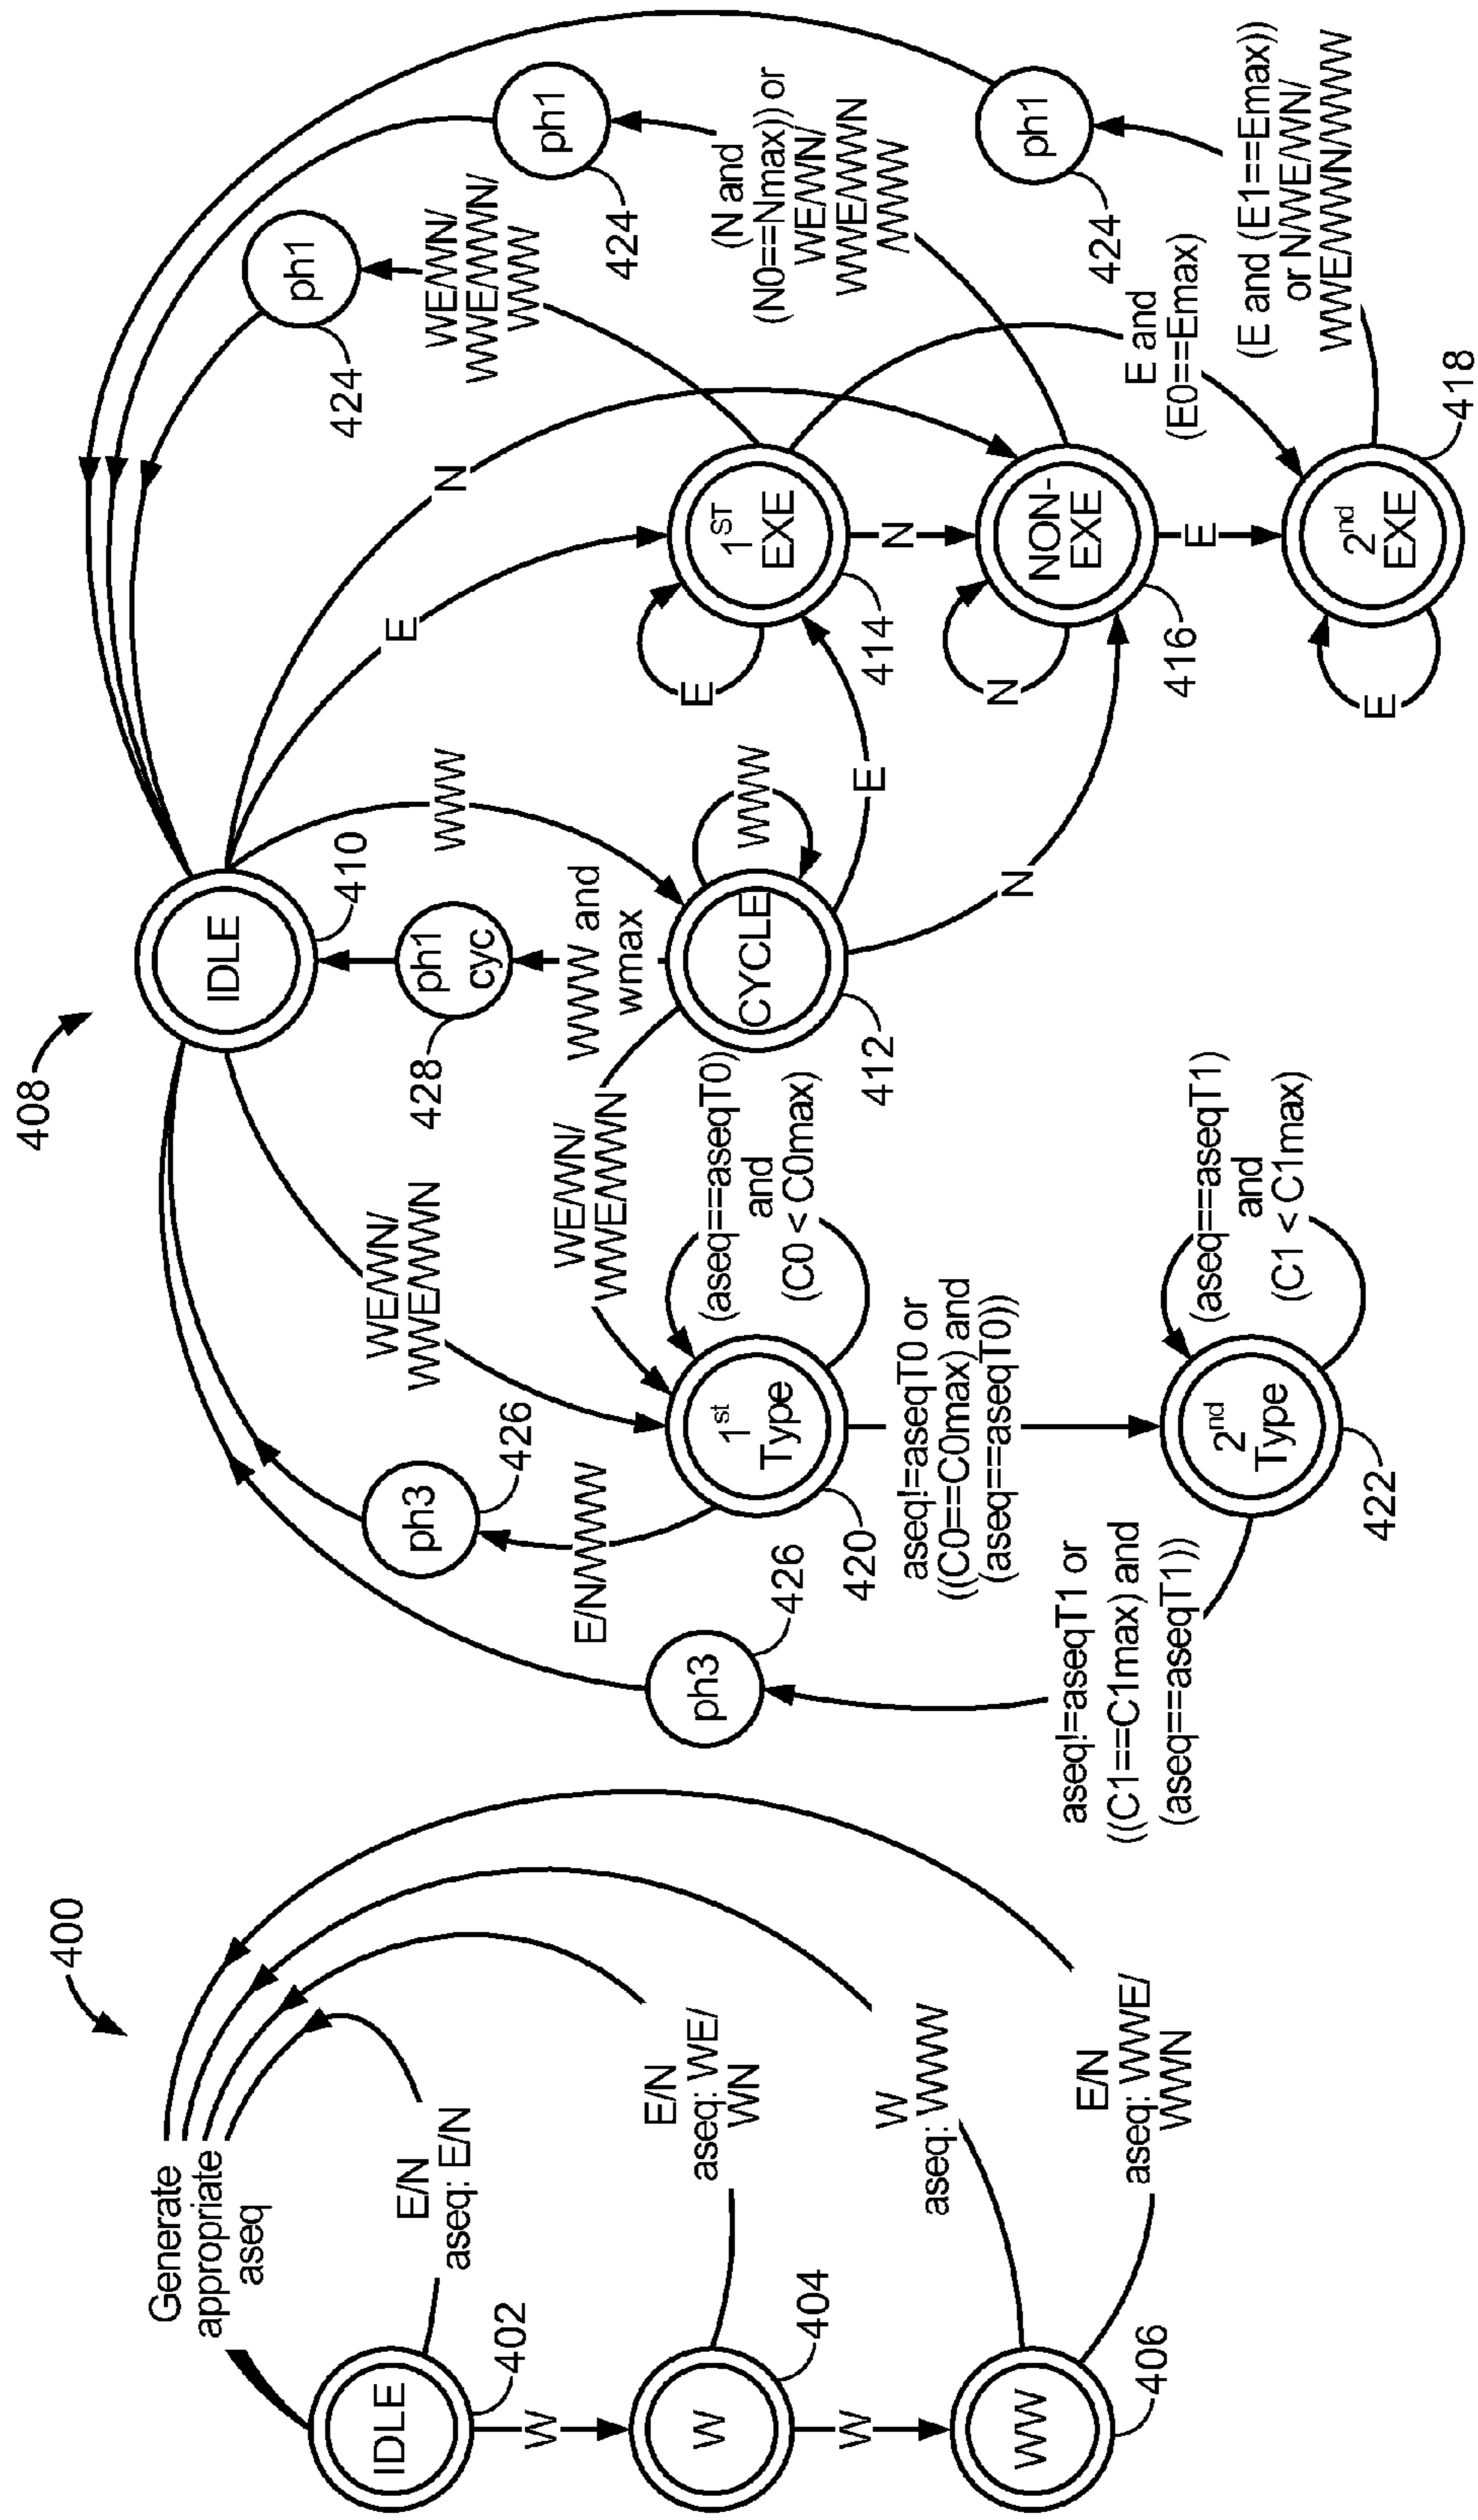 400
Generate
appropriate
aseq
IDLE
402
E/N
aseq: E/N
W
W
404
E/N
aseq: WE/
WN
W
WW
406
W
aseq: WWW
E/N
aseq: WWE/
WWN
408
IDLE
410
WE/WN/
WWE/WWN
ph3
426
E/N/WWW
ph3
426
1st
Type
420
(aseq==aseqT0)
and
(C0 < C0max)
aseq!=aseqT0 or
((C0==C0max) and
(aseq==aseqT0))
2nd
Type
422
(aseq==aseqT1)
and
(C1 < C1max)
aseq!=aseqT1 or
((C1==C1max) and
(aseq==aseqT1)))
ph1
cyc
428
WWW and
wmax
WE/WN/
WWE/WWN
CYCLE
412
WWW
WWW
E
N
E
N
1ST
EXE
414
E
N
NON-
EXE
416
N
E
2nd
EXE
418
E
ph1
424
WE/WN/
WWE/WWN/
WWW
ph1
424
(N and
(N0==Nmax)) or
WE/WN/
WWE/WWN
/WWW
ph1
424
E and
(E0==Emax)
(E and (E1==Emax))
or N/WE/WN/
WWE/WWN/WWW